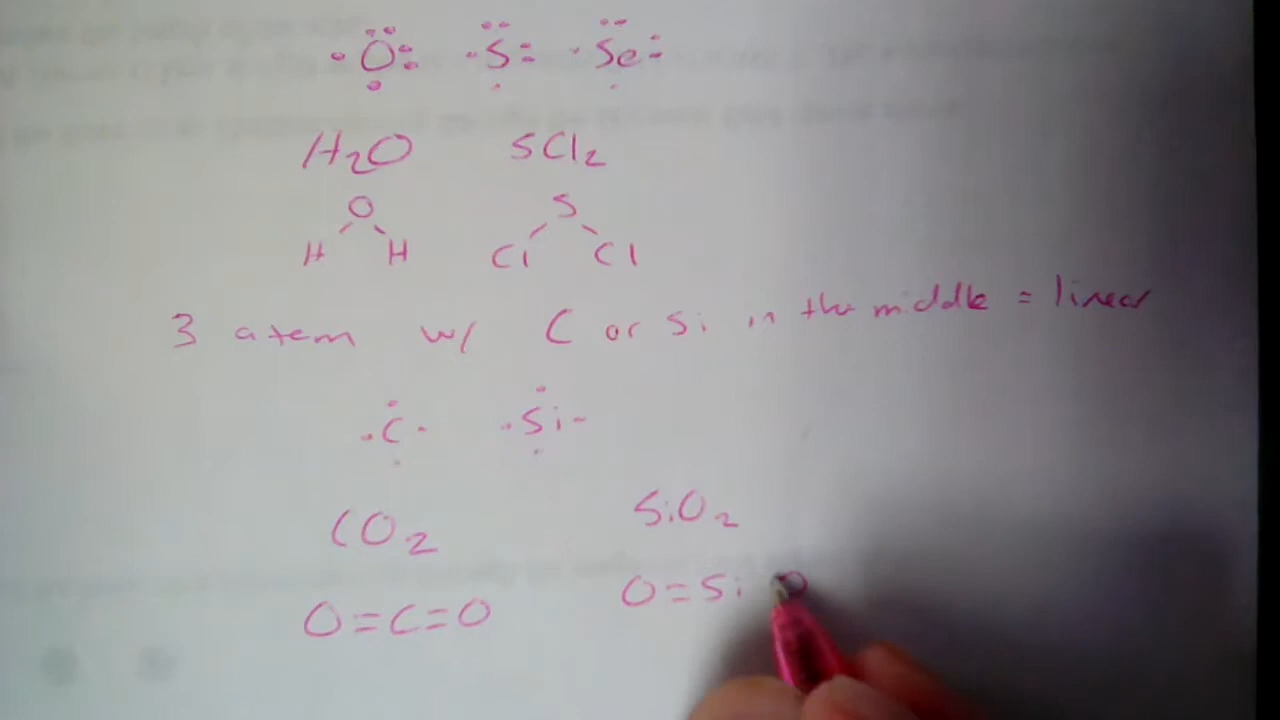 O S Se
H₂O SCl₂
O S
H H Cl Cl
3 atom w/ C or Si in the middle = linear
C Si
CO₂ SiO₂
O=C=O O=Si O